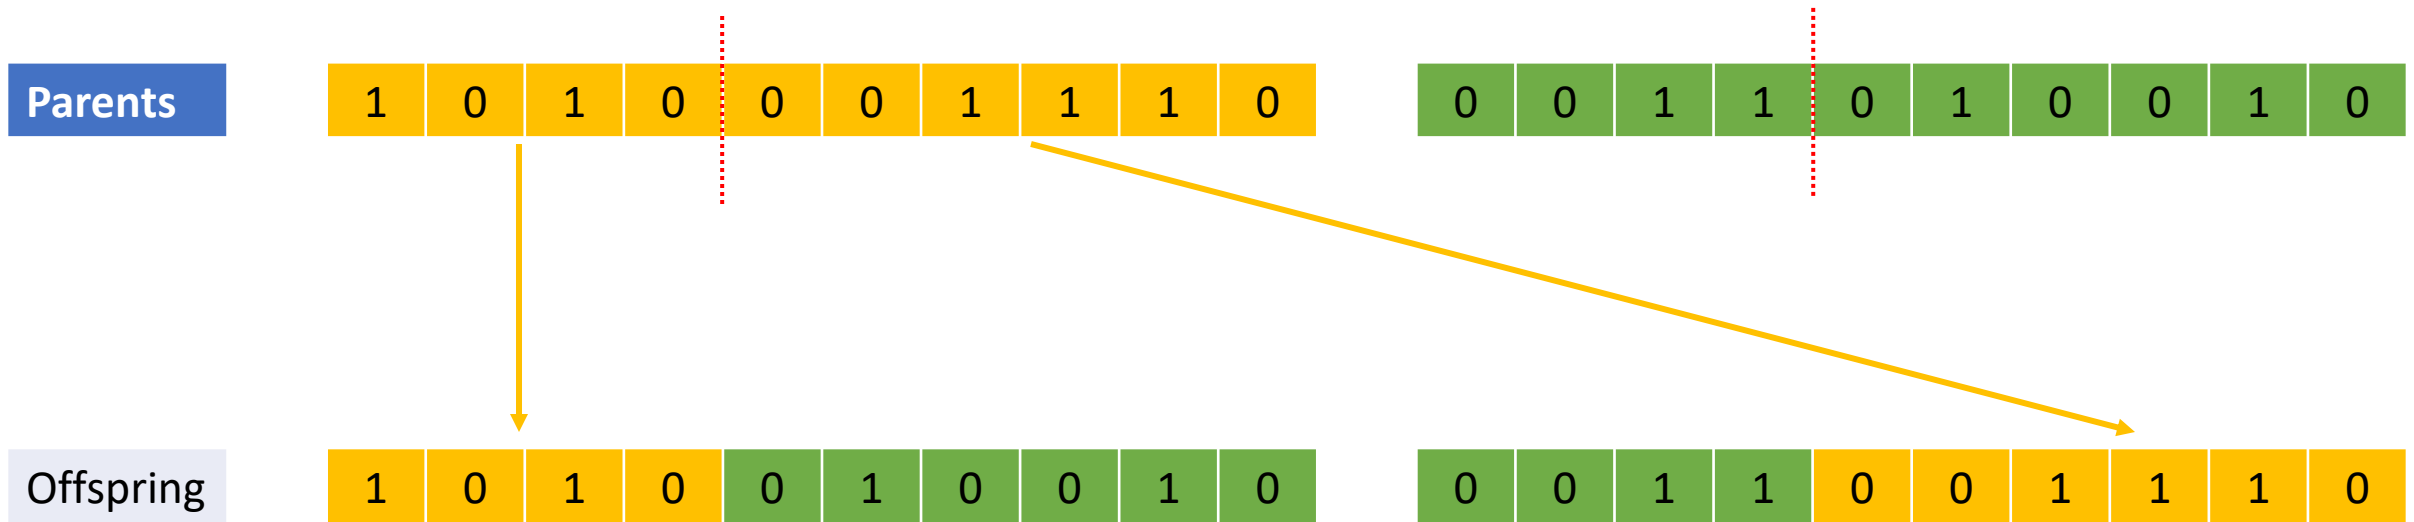 Parents 1 0 1 0 0 0 1 1 1 0 0 0 1 1 0 1 0 0 1 0
Offspring 1 0 1 0 0 1 0 0 1 0 0 0 1 1 0 0 1 1 1 0